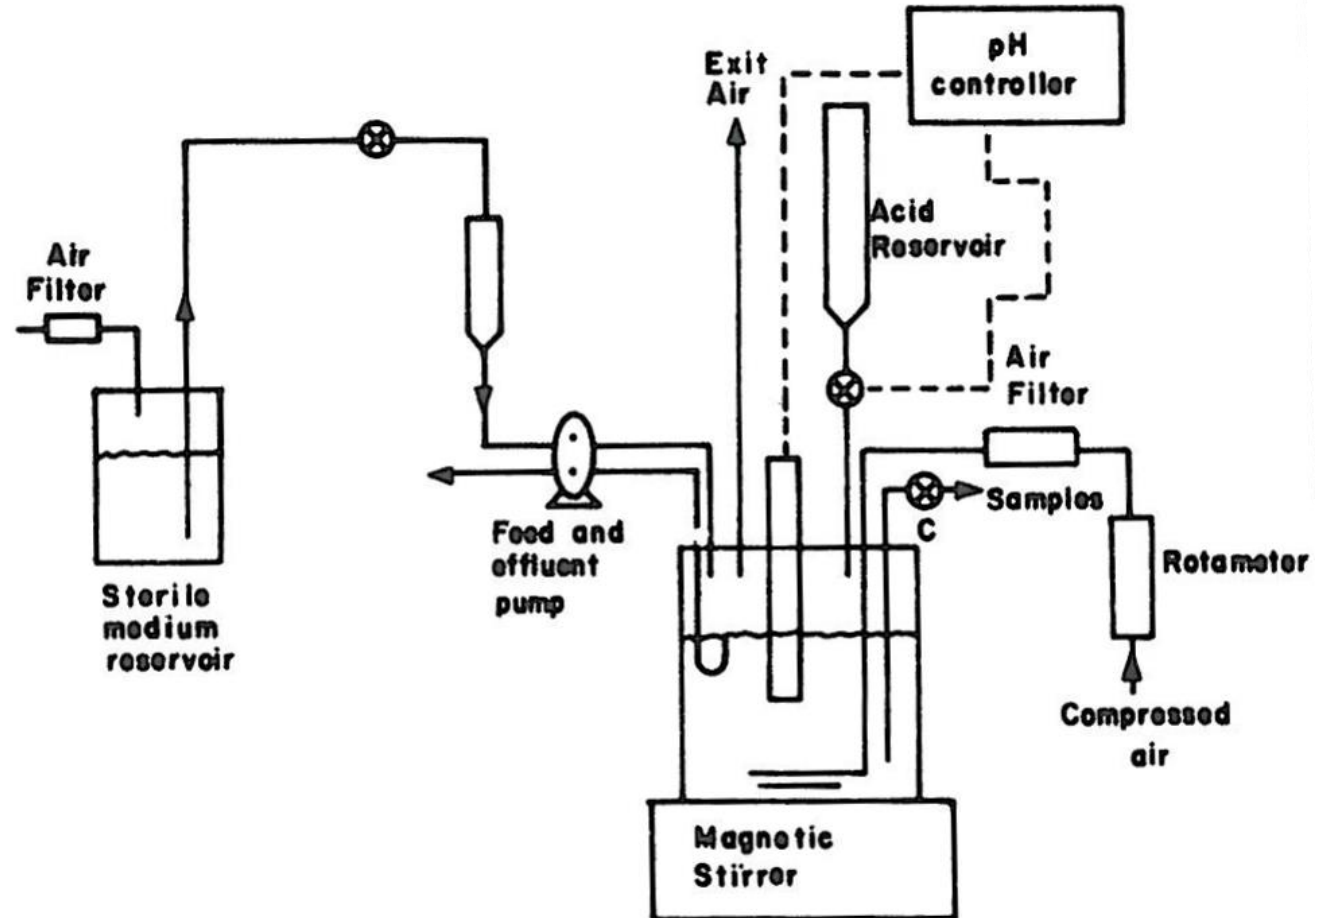 pH
controller
Exit
Air
Acid
Reservoir
Air
Filter
Air
Filter
Samples
C
Feed and
effluent
pump
Rotameter
Sterile
medium
reservoir
Compressed
air
Magnetic
Stirrer